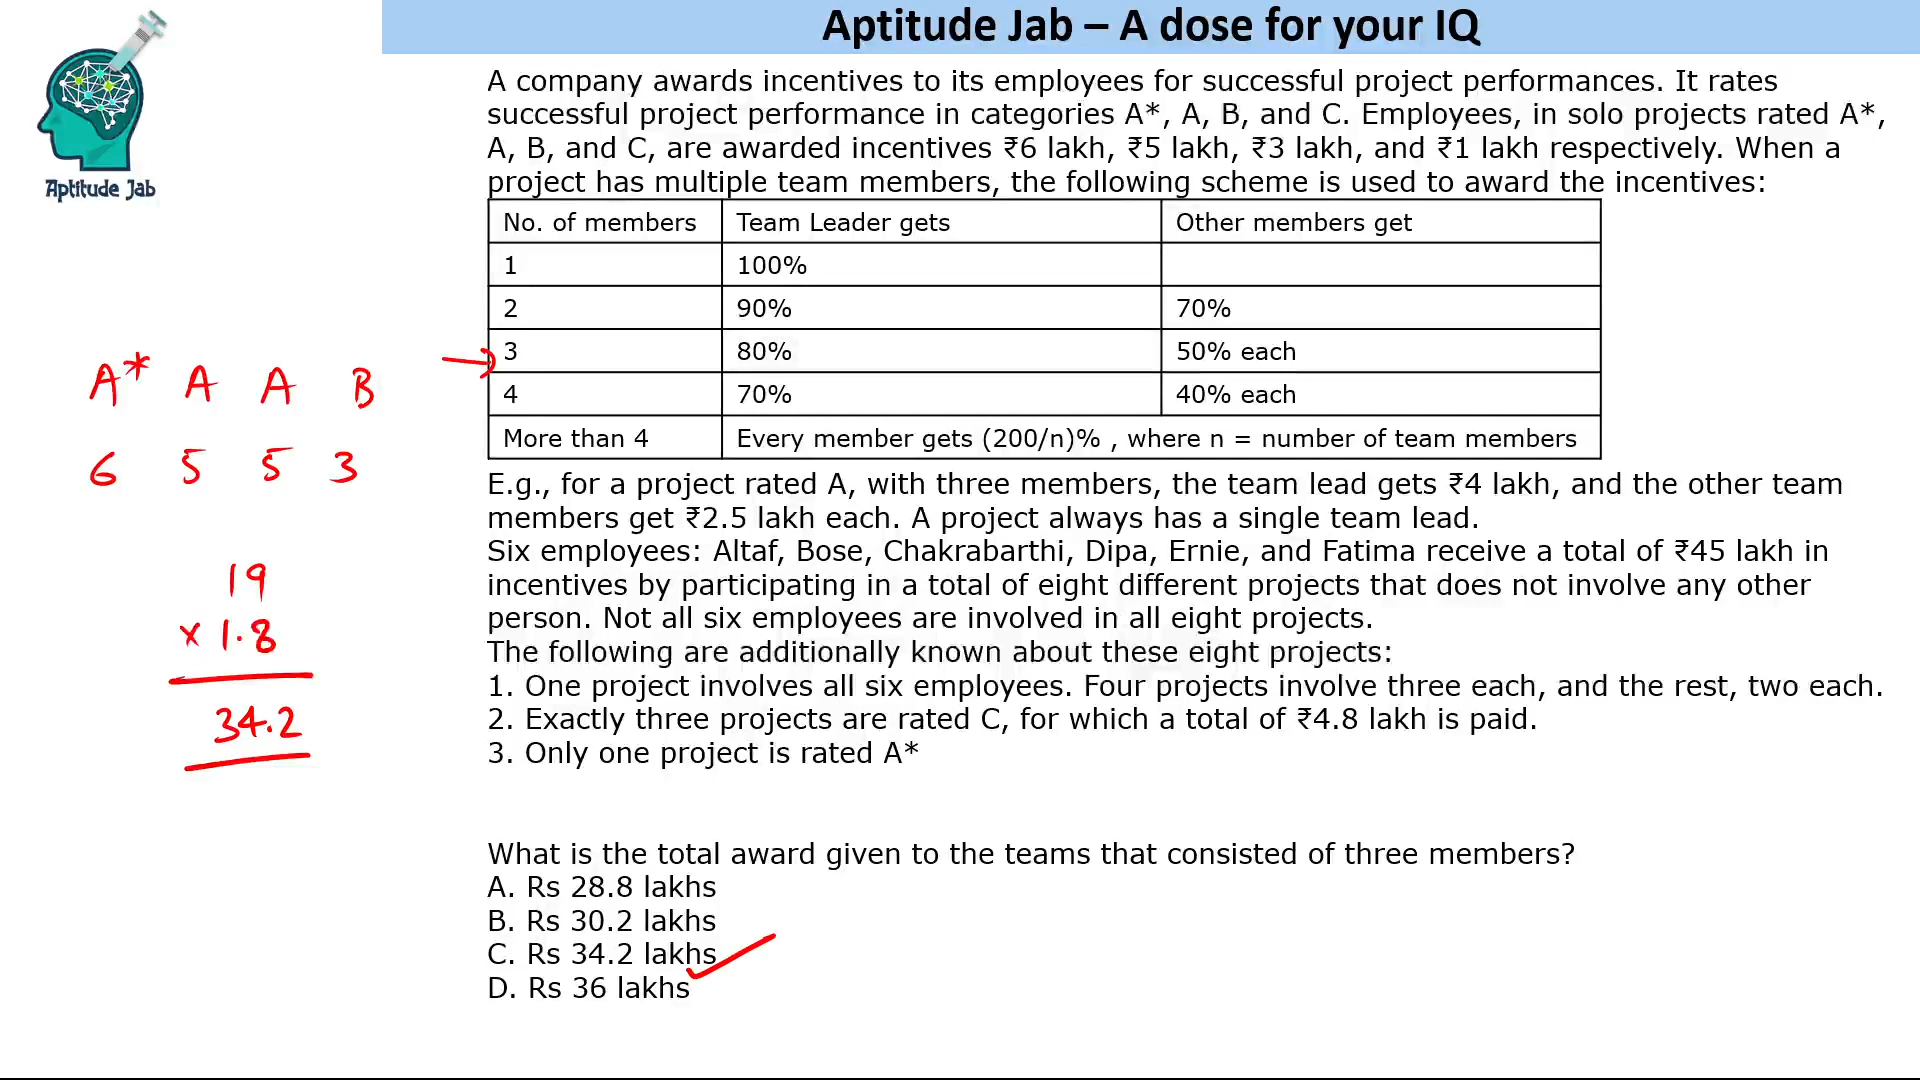 Aptitude Jab – A dose for your IQ
Aptitude Jab
A company awards incentives to its employees for successful project performances. It rates
successful project performance in categories A*, A, B, and C. Employees, in solo projects rated A*,
A, B, and C, are awarded incentives ₹6 lakh, ₹5 lakh, ₹3 lakh, and ₹1 lakh respectively. When a
project has multiple team members, the following scheme is used to award the incentives:
No. of members Team Leader gets Other members get
1 100%
2 90% 70%
3 80% 50% each
4 70% 40% each
More than 4 Every member gets (200/n)% , where n = number of team members
E.g., for a project rated A, with three members, the team lead gets ₹4 lakh, and the other team
members get ₹2.5 lakh each. A project always has a single team lead.
Six employees: Altaf, Bose, Chakrabarthi, Dipa, Ernie, and Fatima receive a total of ₹45 lakh in
incentives by participating in a total of eight different projects that does not involve any other
person. Not all six employees are involved in all eight projects.
The following are additionally known about these eight projects:
1. One project involves all six employees. Four projects involve three each, and the rest, two each.
2. Exactly three projects are rated C, for which a total of ₹4.8 lakh is paid.
3. Only one project is rated A*
What is the total award given to the teams that consisted of three members?
A. Rs 28.8 lakhs
B. Rs 30.2 lakhs
C. Rs 34.2 lakhs
D. Rs 36 lakhs
A* A A B
6 5 5 3
19
× 1.8
34.2